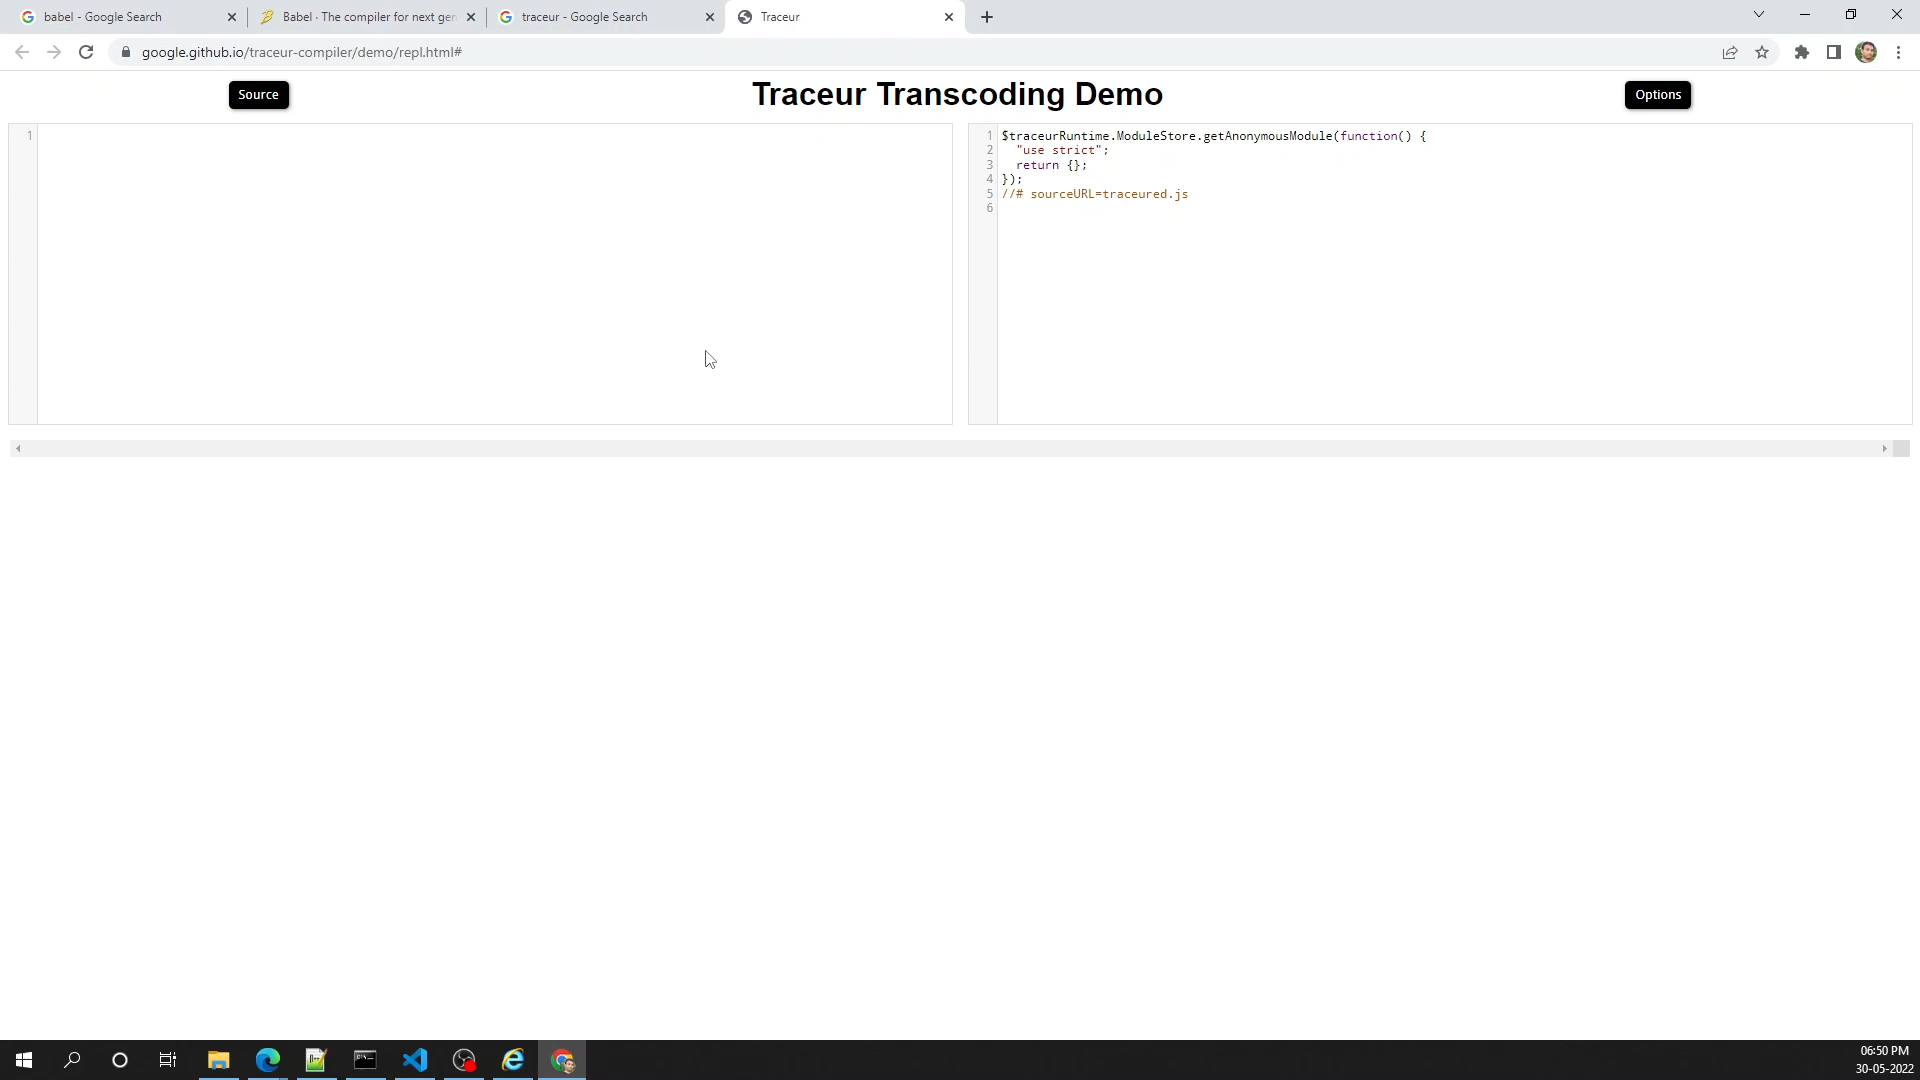 babel - Google Search
Babel · The compiler for next gen
traceur - Google Search
Traceur
google.github.io/traceur-compiler/demo/repl.html#
Source
Traceur Transcoding Demo
Options
1
1 $traceurRuntime.ModuleStore.getAnonymousModule(function() {
2 "use strict";
3 return {};
4 });
5 //# sourceURL=traceured.js
6
06:50 PM
30-05-2022